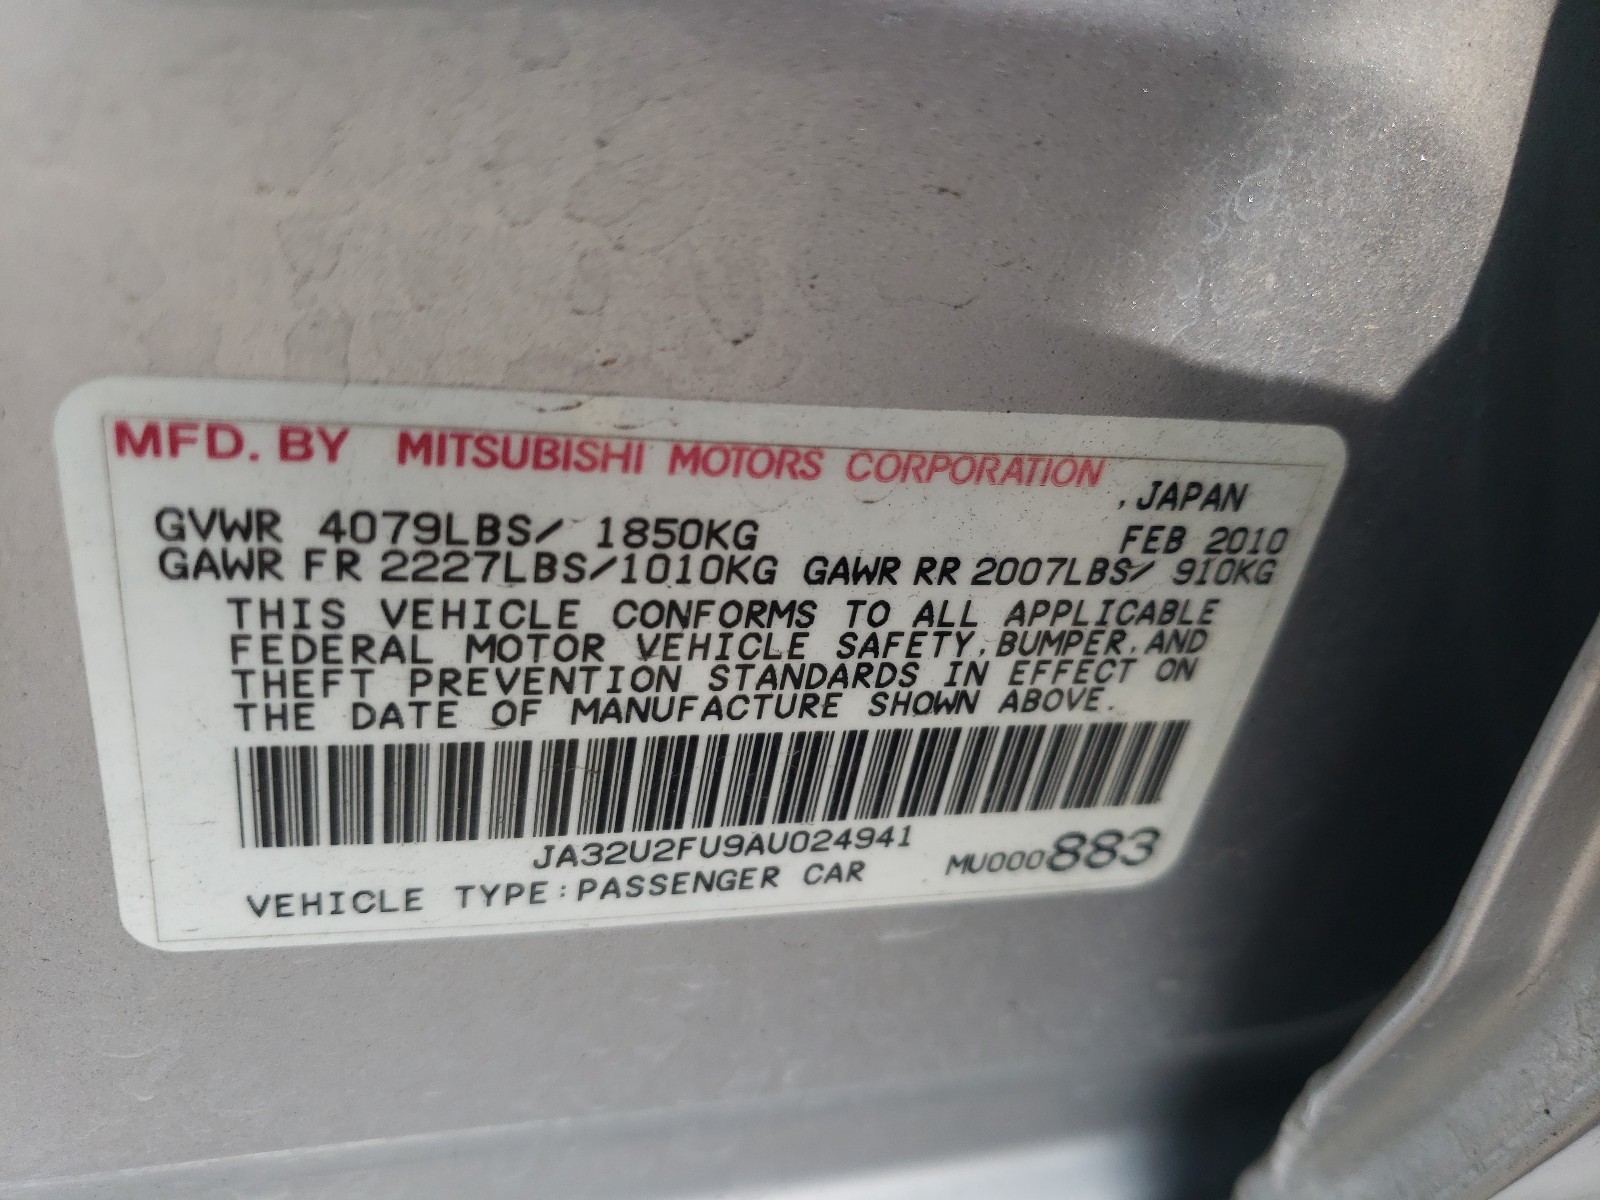 MFD. BY MITSUBISHI MOTORS CORPORATION
, JAPAN
GVWR 4079LBS/ 1850KG FEB 2010
GAWR FR 2227LBS/1010KG GAWR RR 2007LBS/ 910KG
THIS VEHICLE CONFORMS TO ALL APPLICABLE
FEDERAL MOTOR VEHICLE SAFETY, BUMPER, AND
THEFT PREVENTION STANDARDS IN EFFECT ON
THE DATE OF MANUFACTURE SHOWN ABOVE.
JA32U2FU9AU024941
VEHICLE TYPE:PASSENGER CAR MU000883